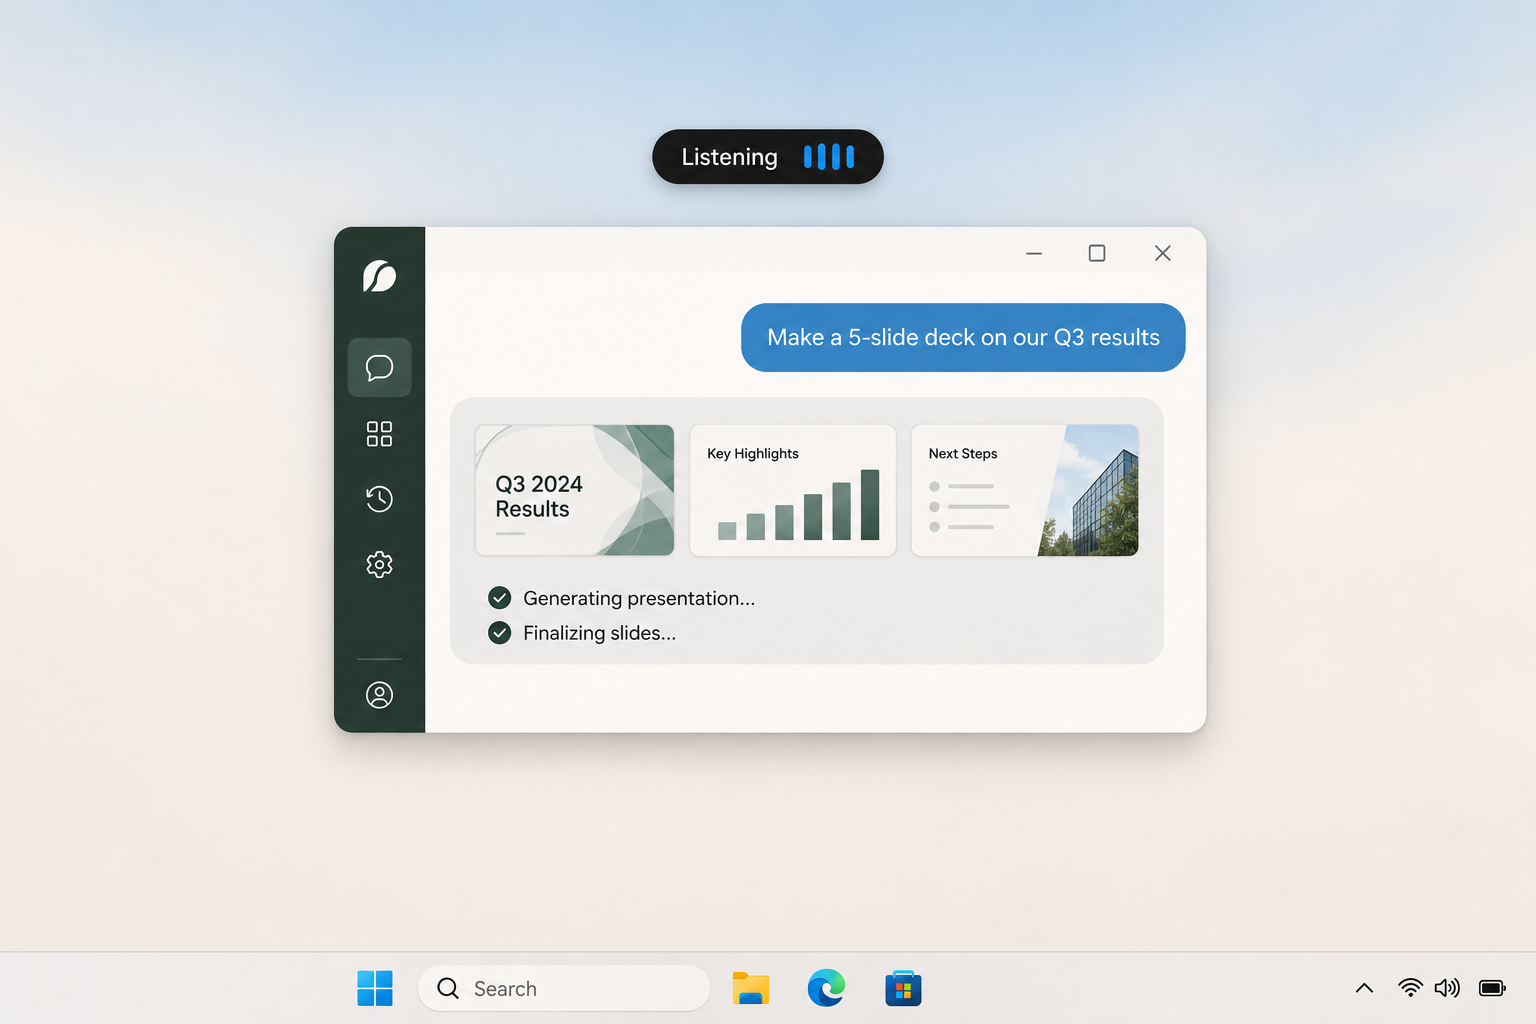 Listening
Make a 5-slide deck on our Q3 results
Q3 2024
Results
Key Highlights
Next Steps
Generating presentation...
Finalizing slides...
Search